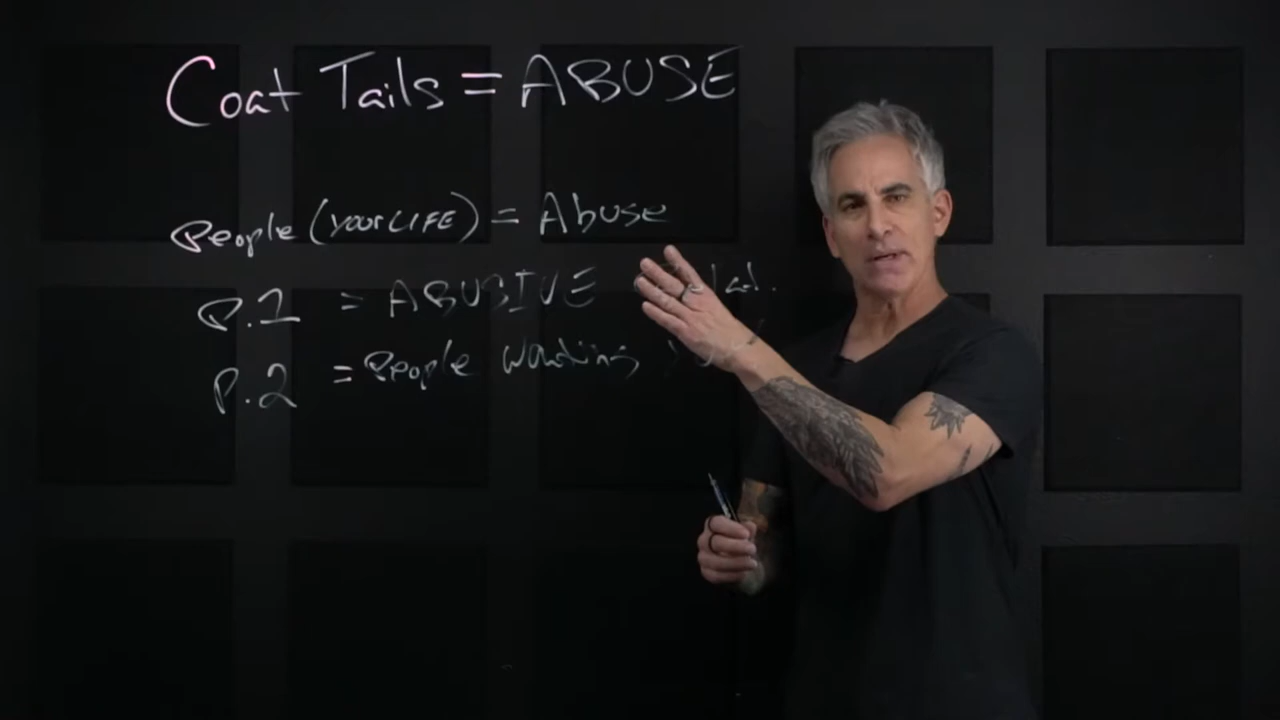 Coat Tails = ABUSE
People (YOUR LIFE) = Abuse
P.1 = ABUSIVE
P.2 = People wanting